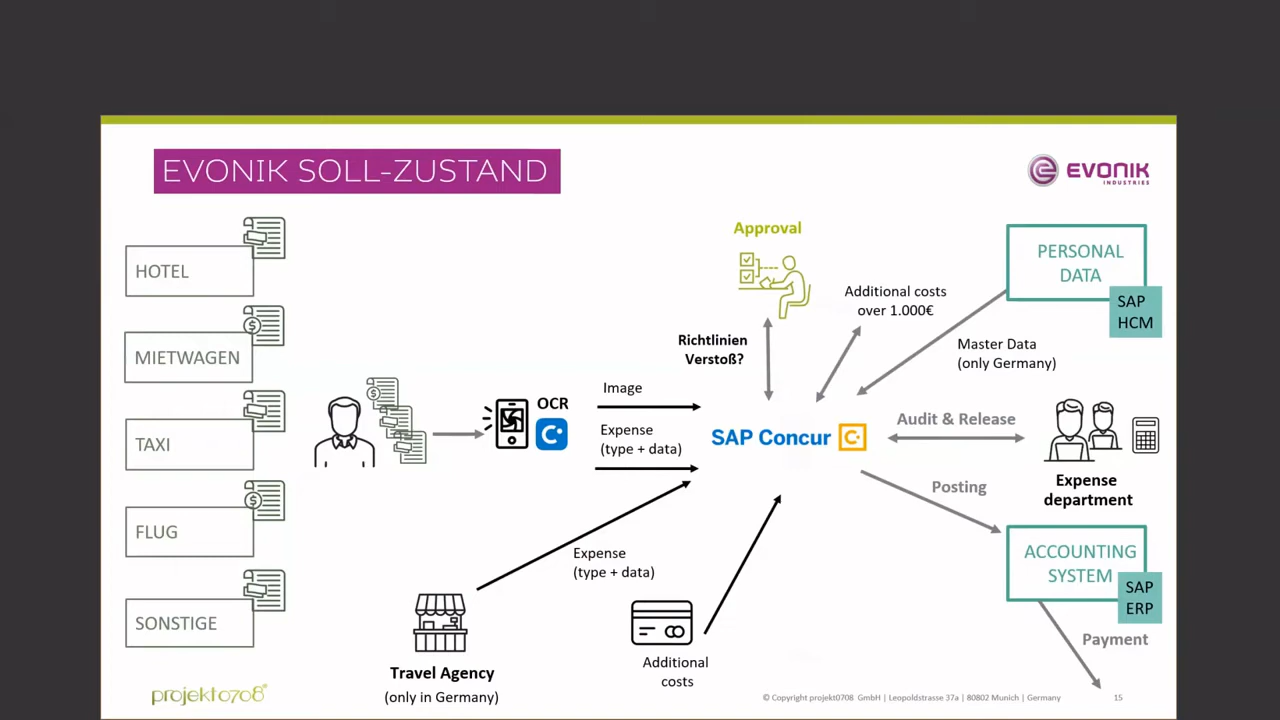 EVONIK SOLL-ZUSTAND
EVONIK
INDUSTRIES
HOTEL
MIETWAGEN
TAXI
FLUG
SONSTIGE
OCR
Image
Expense
(type + data)
Expense
(type + data)
Travel Agency
(only in Germany)
Additional
costs
Approval
Richtlinien
Verstoß?
Additional costs
over 1.000€
SAP Concur
PERSONAL
DATA
SAP
HCM
Master Data
(only Germany)
Audit & Release
Expense
department
Posting
ACCOUNTING
SYSTEM
SAP
ERP
Payment
projekt0708
© Copyright projekt0708 GmbH | Leopoldstrasse 37a | 80802 Munich | Germany
15